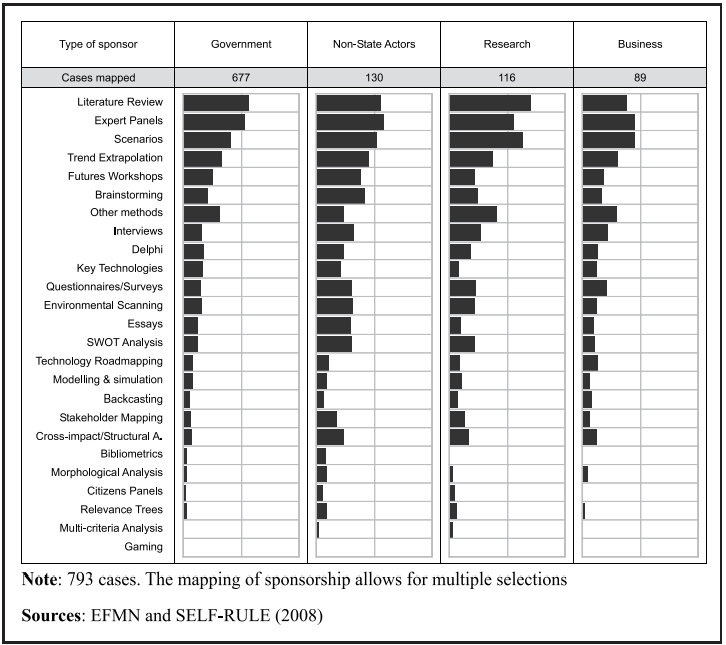 Type of sponsor Government Non-State Actors Research Business
Cases mapped 677 130 116 89
Literature Review
Expert Panels
Scenarios
Trend Extrapolation
Futures Workshops
Brainstorming
Other methods
Interviews
Delphi
Key Technologies
Questionnaires/Surveys
Environmental Scanning
Essays
SWOT Analysis
Technology Roadmapping
Modelling & simulation
Backcasting
Stakeholder Mapping
Cross-impact/Structural A.
Bibliometrics
Morphological Analysis
Citizens Panels
Relevance Trees
Multi-criteria Analysis
Gaming
Note: 793 cases. The mapping of sponsorship allows for multiple selections
Sources: EFMN and SELF-RULE (2008)